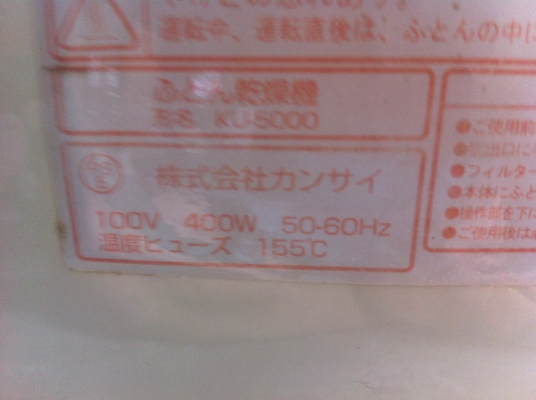 運転中、運転直後は、ふとんの中に
ふとん乾燥機
形名 KU-5000
株式会社カンサイ
100V 400W 50-60Hz
温度ヒューズ 155℃
●ご使用前
●吹出口に
●フィルター
●本体にふと
●操作部を下に
●ご使用後は